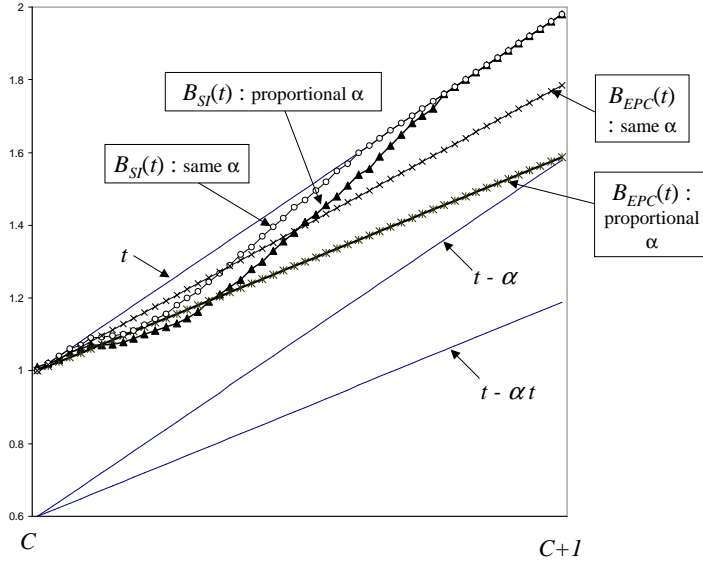 2
1.8
1.6
1.4
1.2
1
0.8
0.6
B_SI(t) : proportional α
B_SI(t) : same α
B_EPC(t)
: same α
B_EPC(t) :
proportional
α
t
t - α
t - α t
C
C+1